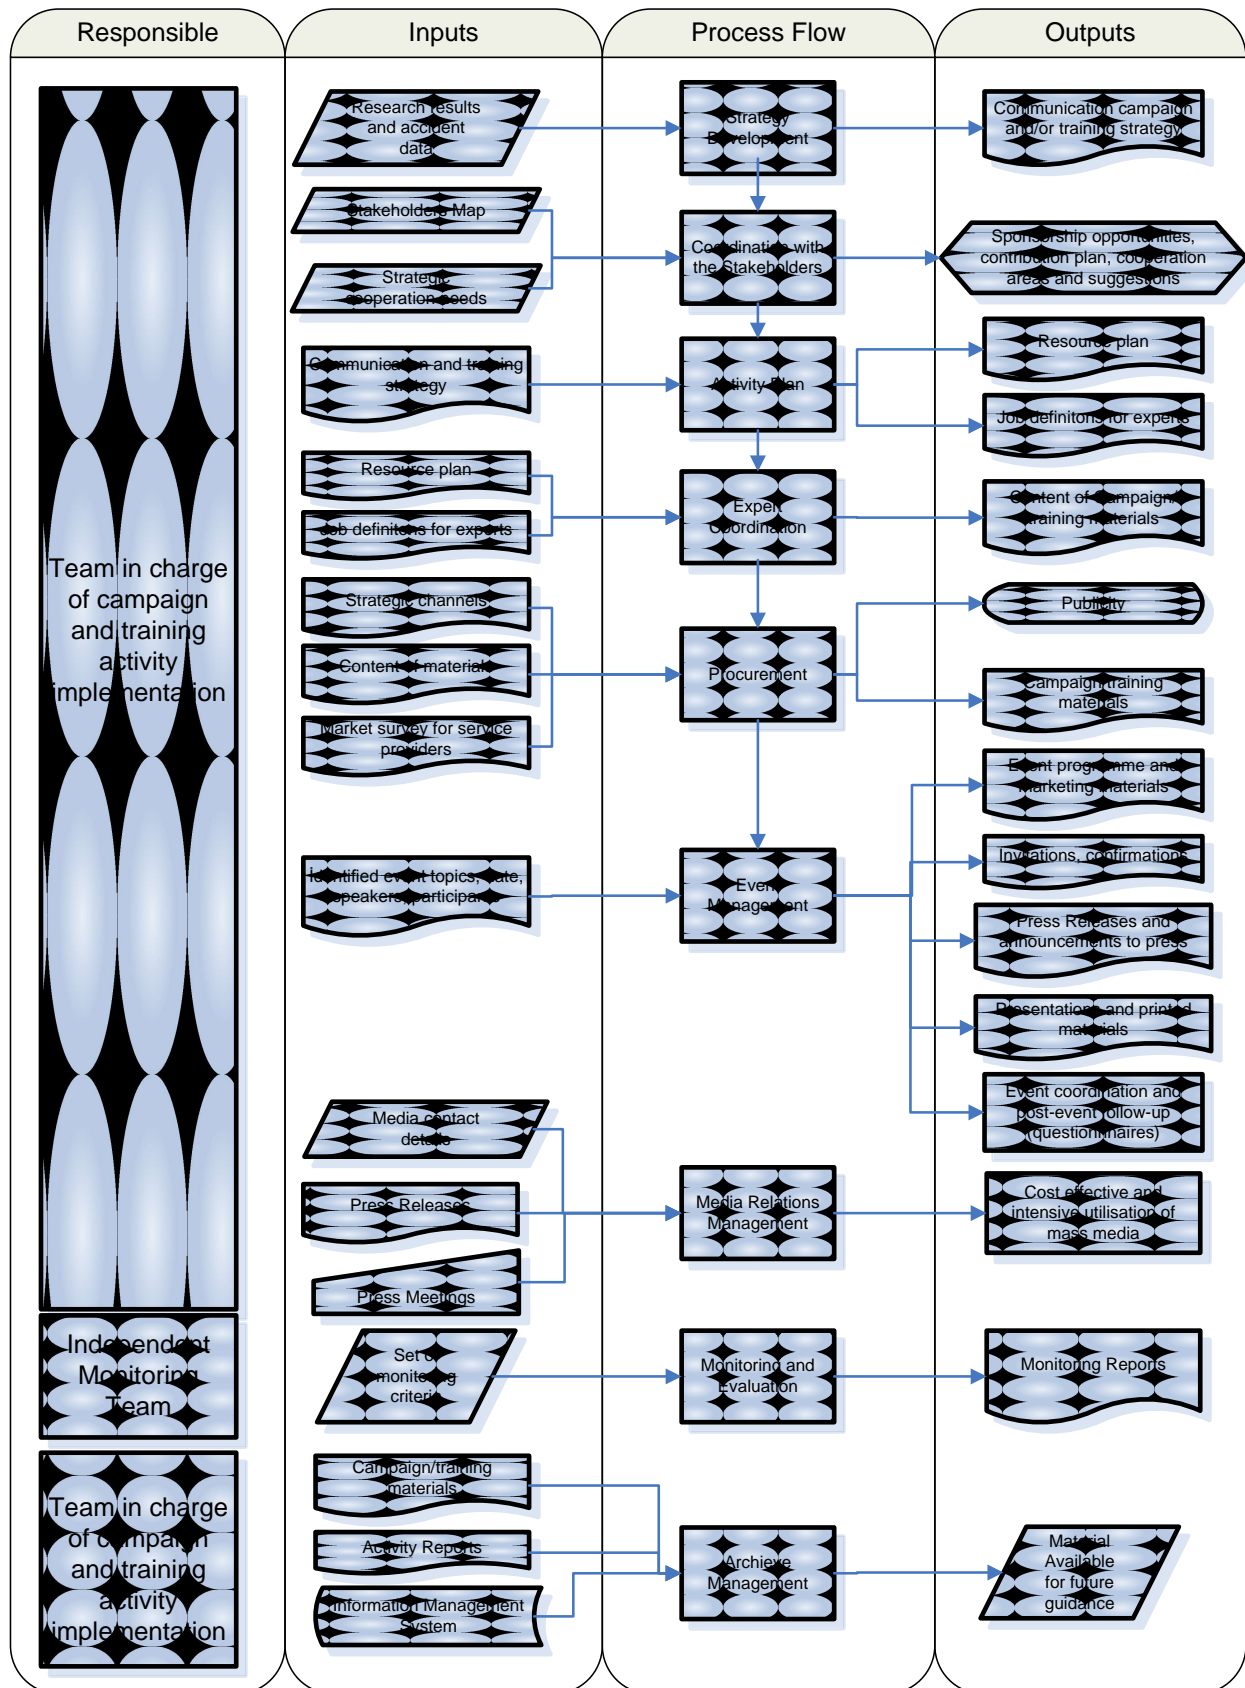 Responsible
Inputs
Process Flow
Outputs
Team in charge
of campaign
and training
activity
implementation
Research results
and accident
data
Strategy
Development
Communication campaign
and/or training strategy
Stakeholders Map
Strategic
cooperation needs
Coordination with
the Stakeholders
Sponsorship opportunities,
contribution plan, cooperation
areas and suggestions
Communication and training
strategy
Activity Plan
Resource plan
Job definitons for experts
Resource plan
Job definitons for experts
Expert
Coordination
Content of Campaign/
training materials
Strategic channels
Content of materials
Market survey for service
providers
Procurement
Publicity
Campaign/training
materials
Identified event topics, date,
speakers, participants
Event
Management
Event programme and
Marketing materials
Invitations, confirmations
Press Releases and
announcements to press
Presentations and printed
materials
Event coordination and
post-event follow-up
(questionnaires)
Media contact
details
Press Releases
Press Meetings
Media Relations
Management
Cost effective and
intensive utilisation of
mass media
Independent
Monitoring
Team
Set of
monitoring
criteria
Monitoring and
Evaluation
Monitoring Reports
Team in charge
of campaign
and training
activity
implementation
Campaign/training
materials
Activity Reports
Information Management
System
Archieve
Management
Material
Available
for future
guidance